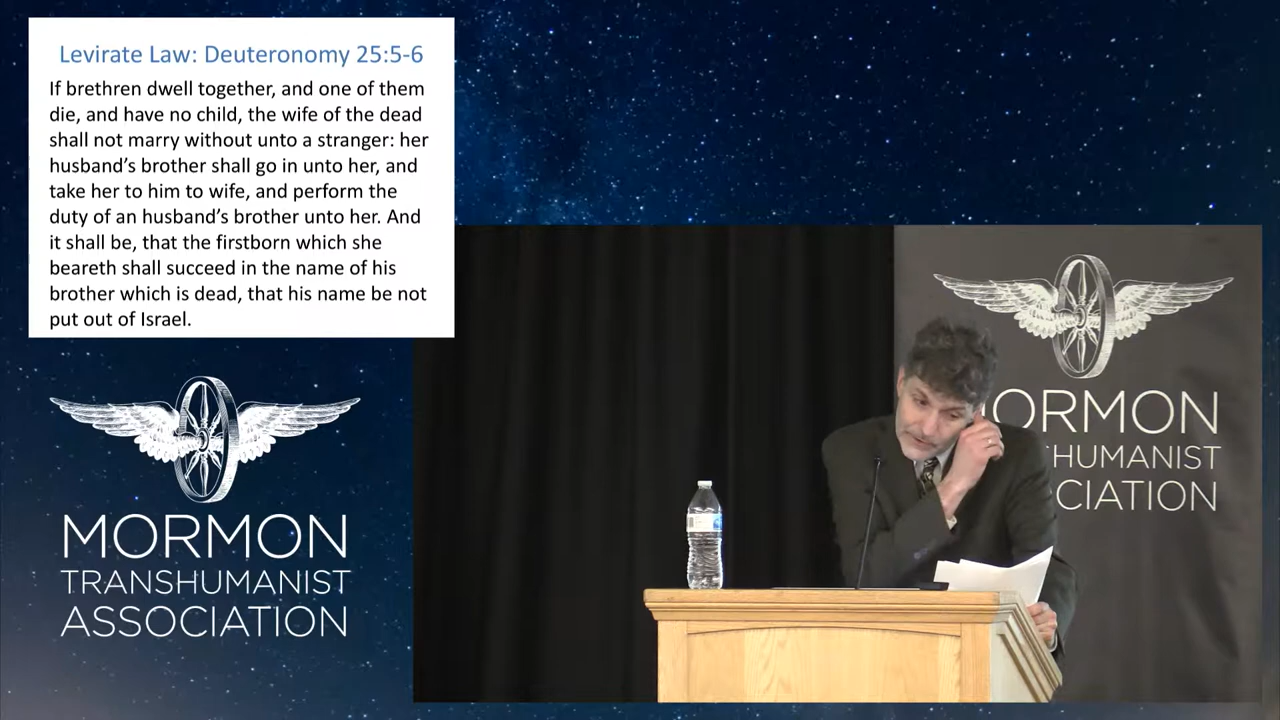 Levirate Law: Deuteronomy 25:5-6
If brethren dwell together, and one of them
die, and have no child, the wife of the dead
shall not marry without unto a stranger: her
husband’s brother shall go in unto her, and
take her to him to wife, and perform the
duty of an husband’s brother unto her. And
it shall be, that the firstborn which she
beareth shall succeed in the name of his
brother which is dead, that his name be not
put out of Israel.
MORMON
TRANSHUMANIST
ASSOCIATION
ORMON
HUMANIST
CIATION